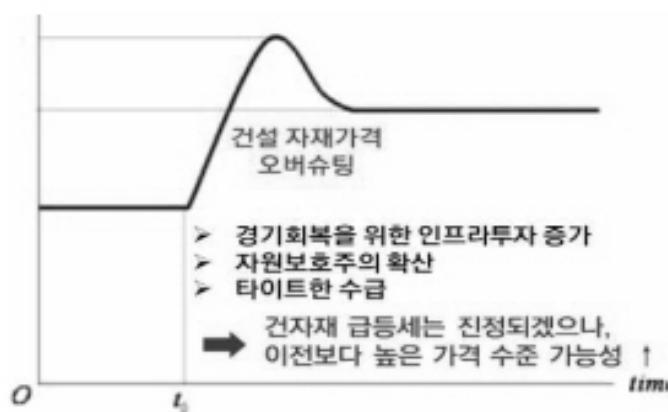 건설 자재가격
오버슈팅
➢ 경기회복을 위한 인프라투자 증가
➢ 자원보호주의 확산
➢ 타이트한 수급
➡ 건자재 급등세는 진정되겠으나,
이전보다 높은 가격 수준 가능성 ↑
O
time